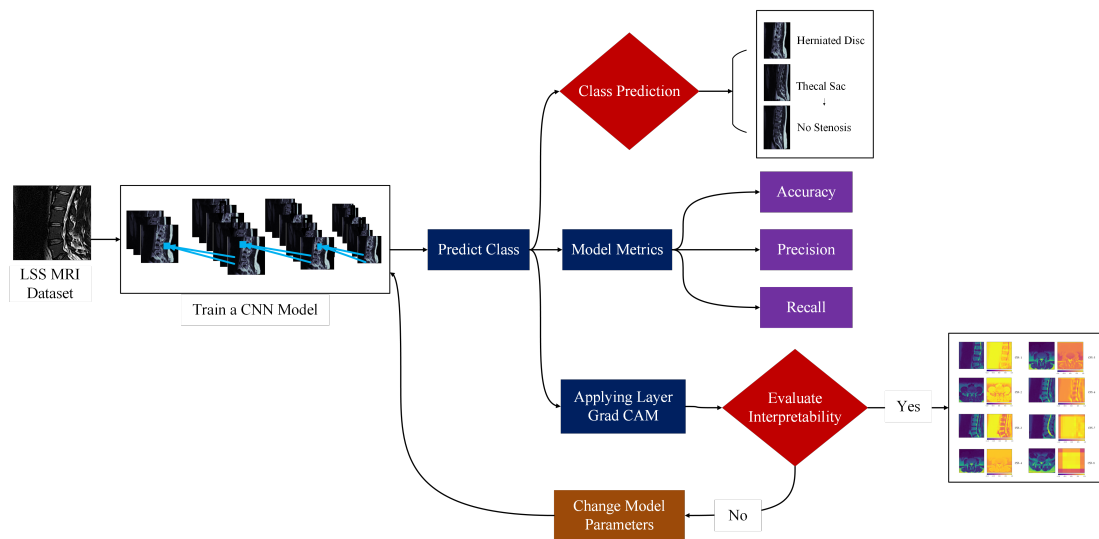 Herniated Disc
Class Prediction
Thecal Sac
No Stenosis
Accuracy
LSS MRI
Dataset
Train a CNN Model
Predict Class
Model Metrics
Precision
Recall
Applying Layer
Grad CAM
Evaluate
Interpretability
Yes
Change Model
Parameters
No